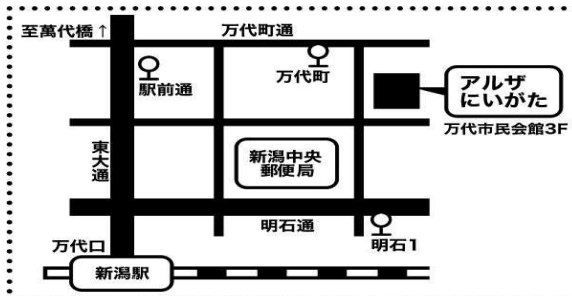 至萬代橋↑
万代町通
駅前通
万代町
アルザ
にいがた
万代市民会館3F
東大通
新潟中央
郵便局
明石通
明石1
万代口
新潟駅